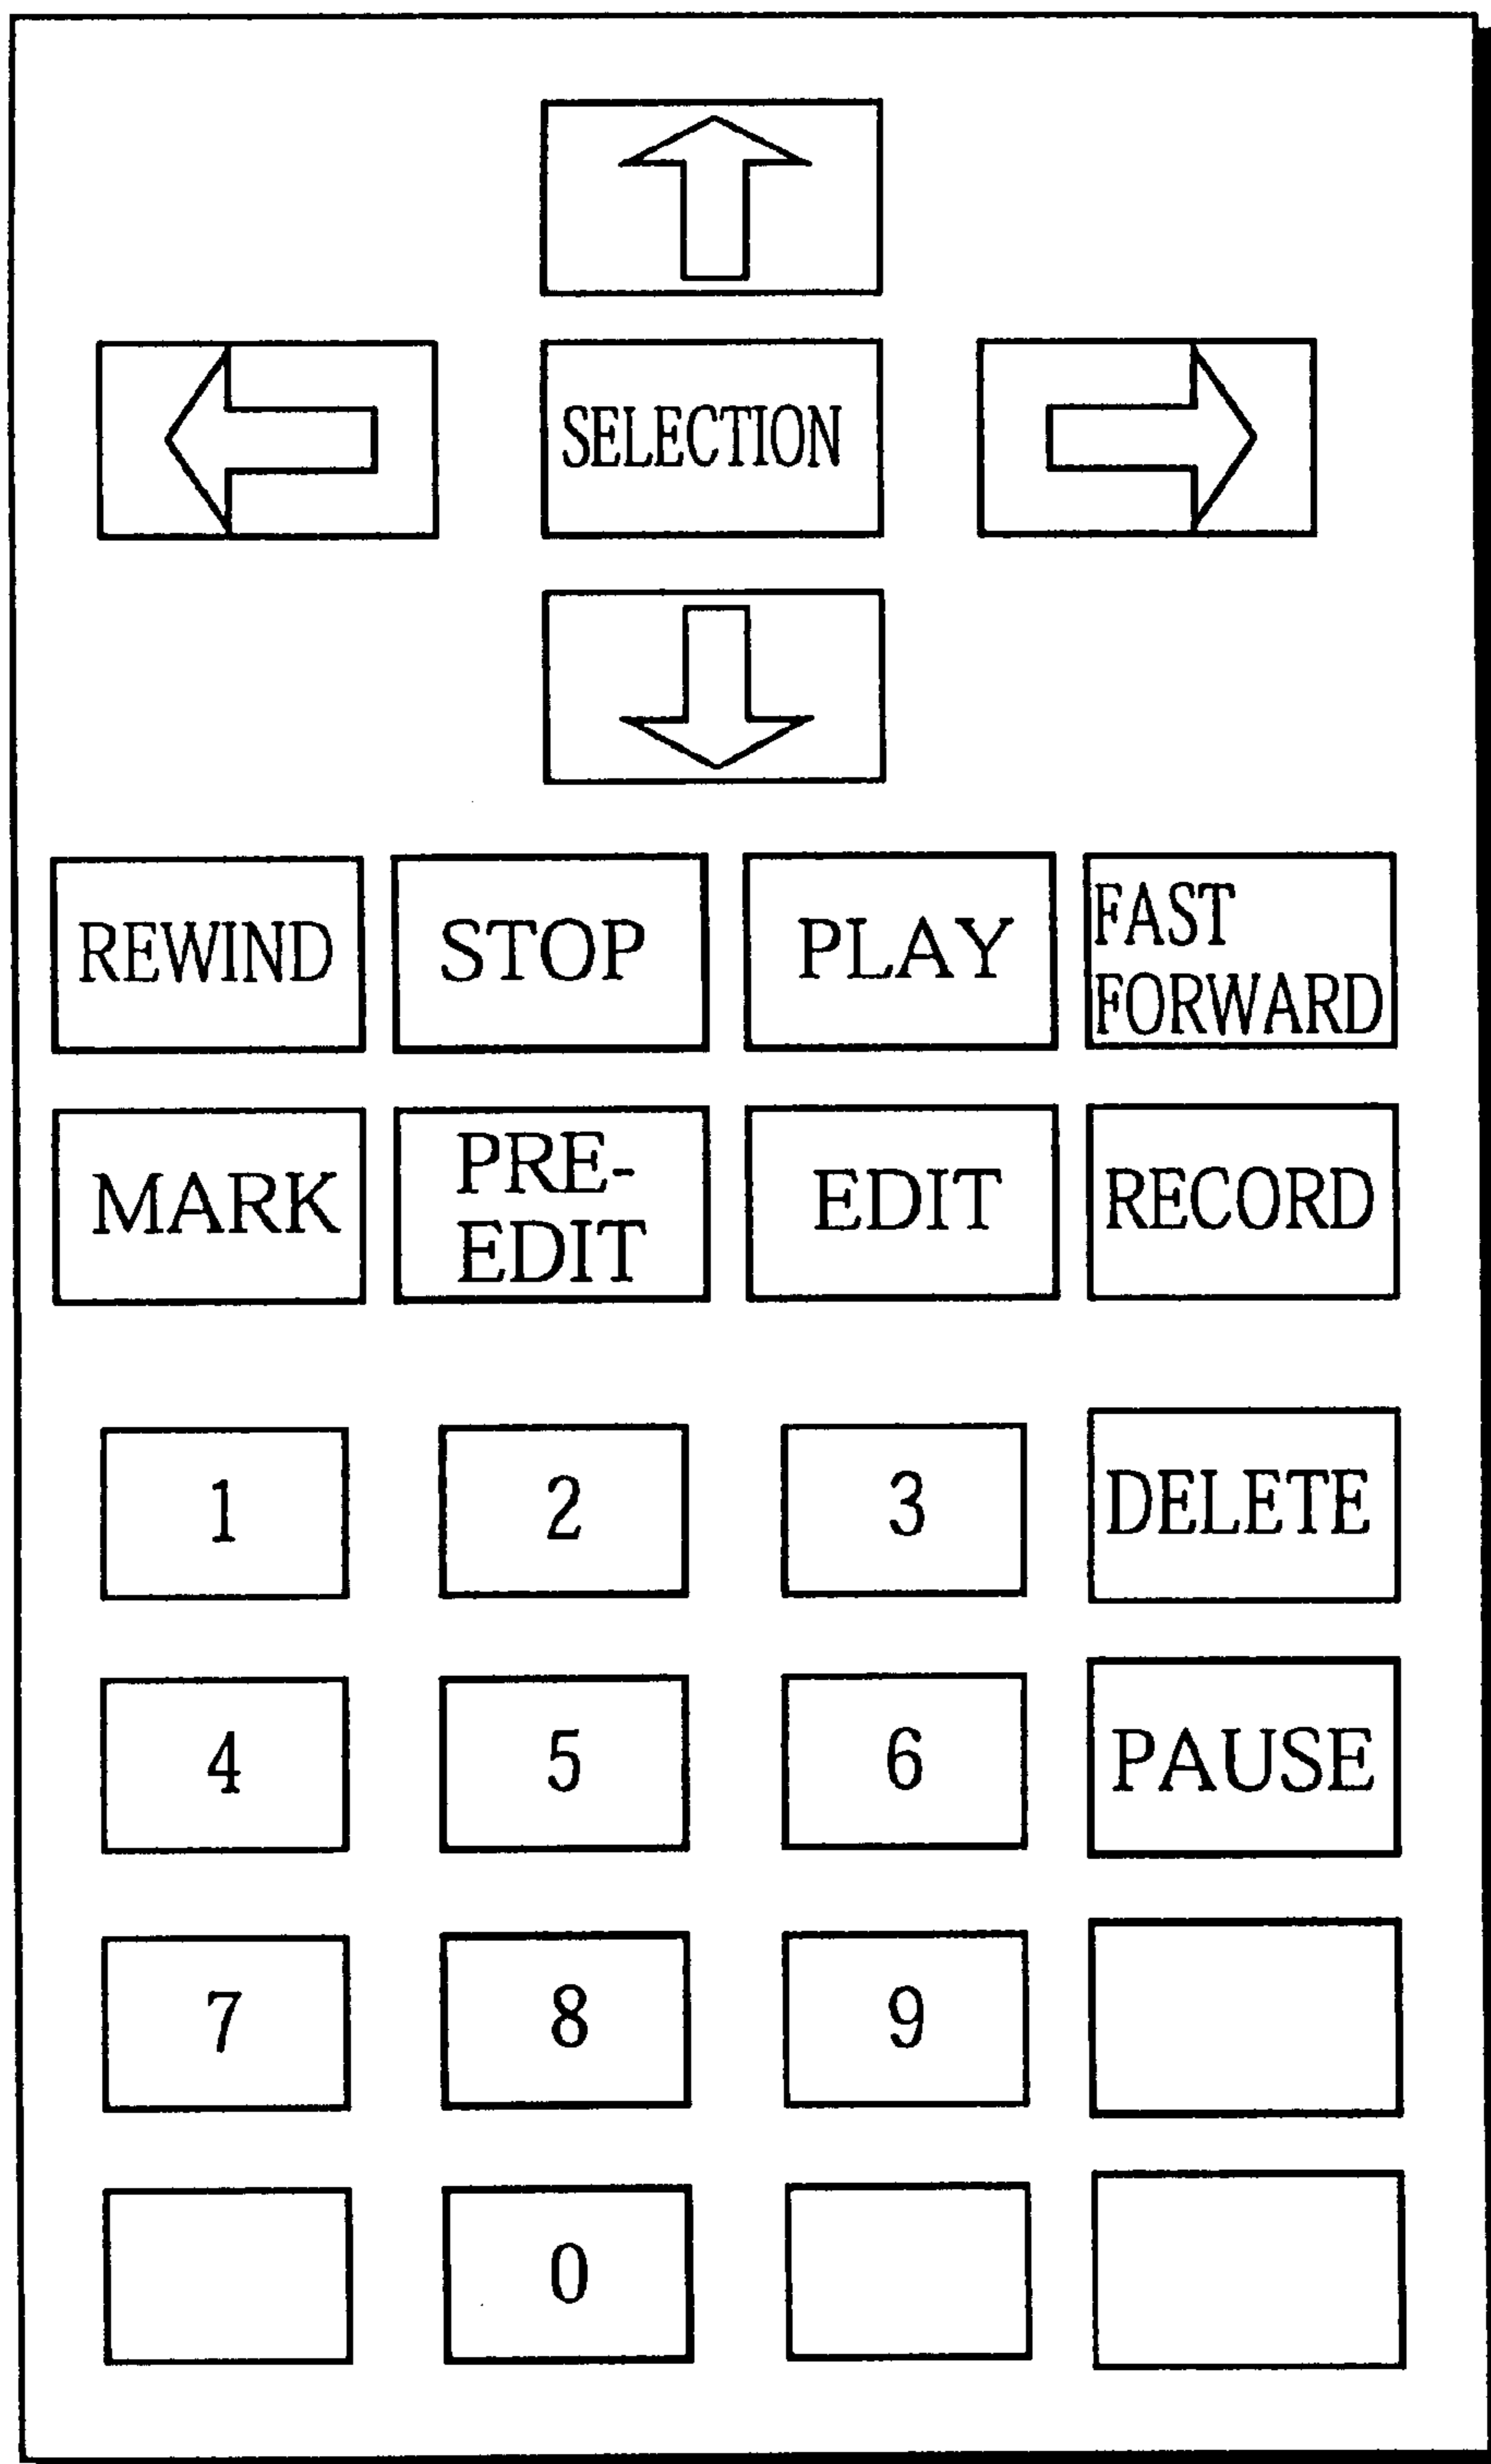 SELECTION
REWIND
STOP
PLAY
FAST
FORWARD
MARK
PRE-
EDIT
EDIT
RECORD
1
2
3
DELETE
4
5
6
PAUSE
7
8
9
0